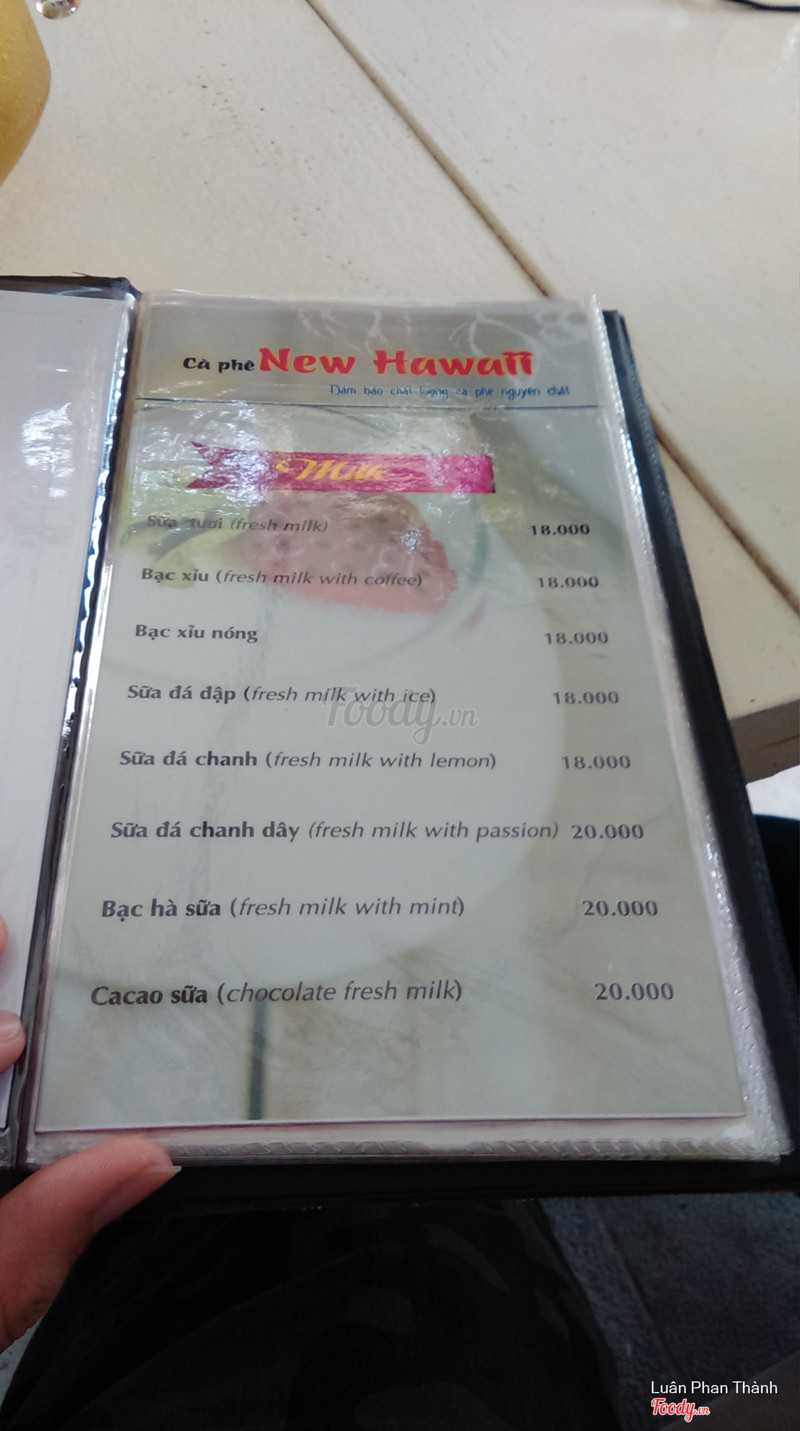 Cà phê New Hawaii
Đảm bảo chất lượng cà phê nguyên chất
Milk
Sữa tươi (fresh milk) 18.000
Bạc xỉu (fresh milk with coffee) 18.000
Bạc xỉu nóng 18.000
Sữa đá đập (fresh milk with ice) 18.000
Foody.vn
Sữa đá chanh (fresh milk with lemon) 18.000
Sữa đá chanh dây (fresh milk with passion) 20.000
Bạc hà sữa (fresh milk with mint) 20.000
Cacao sữa (chocolate fresh milk) 20.000
Luân Phan Thành
Foody.vn